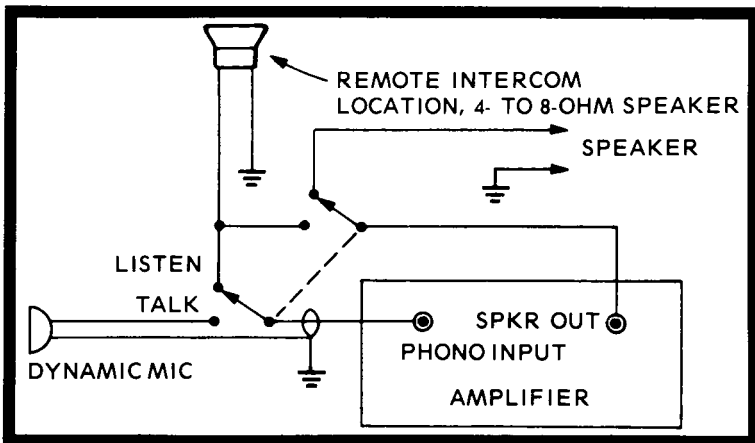 REMOTE INTERCOM
LOCATION, 4- TO 8-OHM SPEAKER
SPEAKER
LISTEN
TALK
DYNAMIC MIC
SPKR OUT
PHONO INPUT
AMPLIFIER